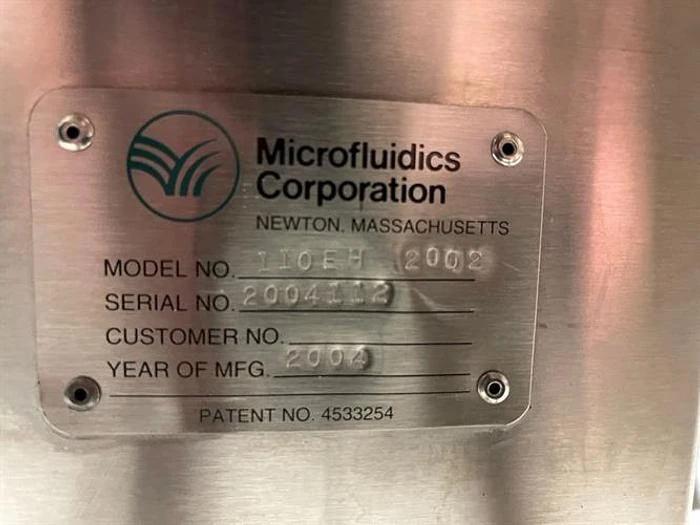 Microfluidics
Corporation
NEWTON, MASSACHUSETTS
MODEL NO. 110EH 2002
SERIAL NO. 2004112
CUSTOMER NO.
YEAR OF MFG. 2004
PATENT NO. 4533254